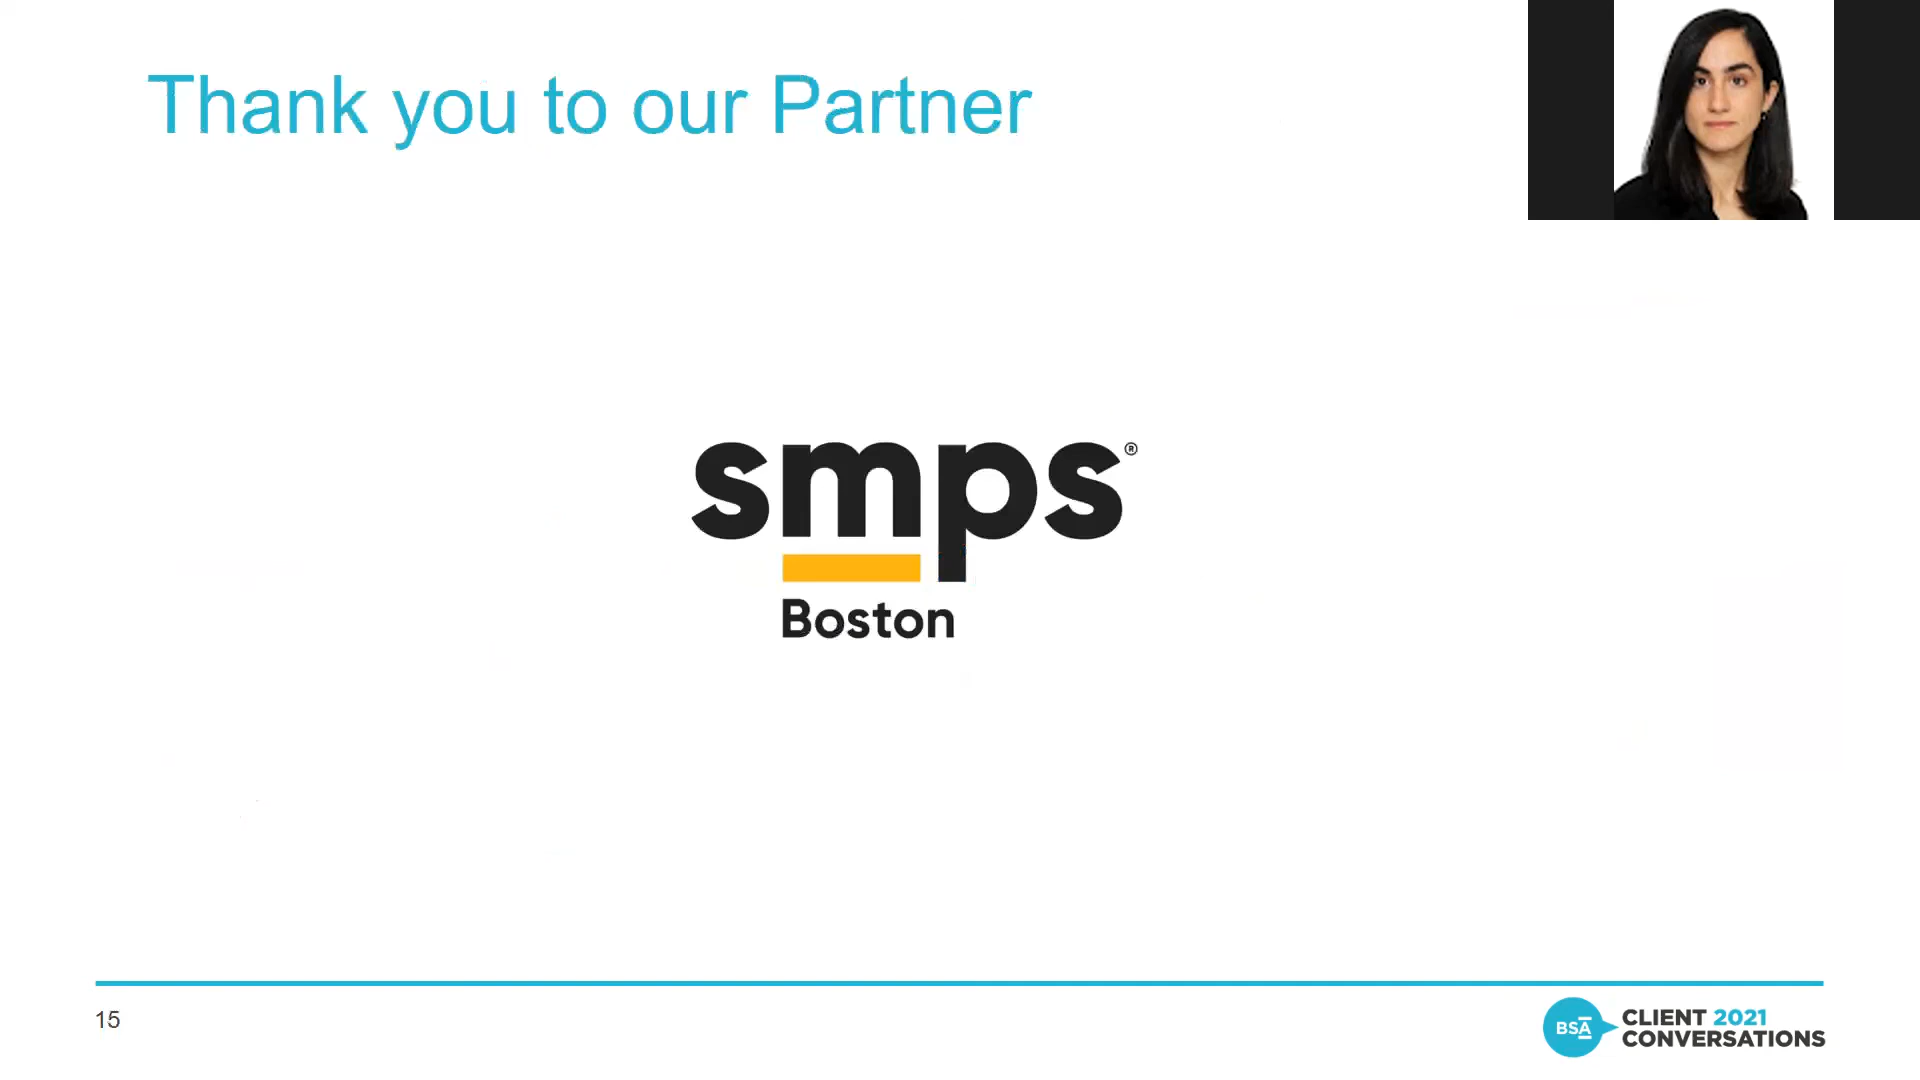 Thank you to our Partner
smps®
Boston
15
BSA
CLIENT 2021
CONVERSATIONS